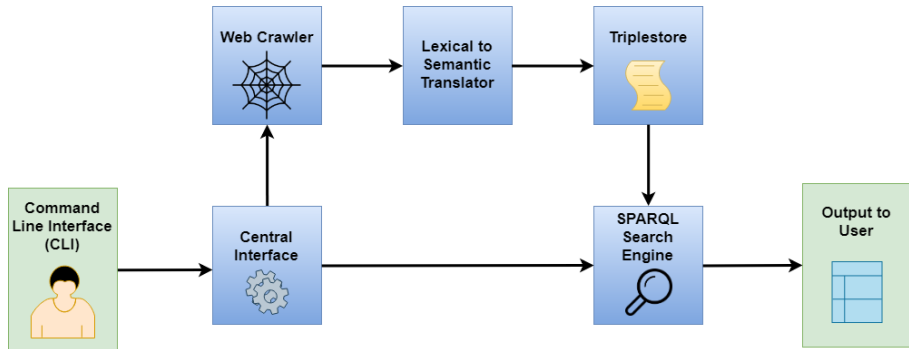 Web Crawler
Lexical to
Semantic
Translator
Triplestore
Command
Line Interface
(CLI)
Central
Interface
SPARQL
Search
Engine
Output to
User